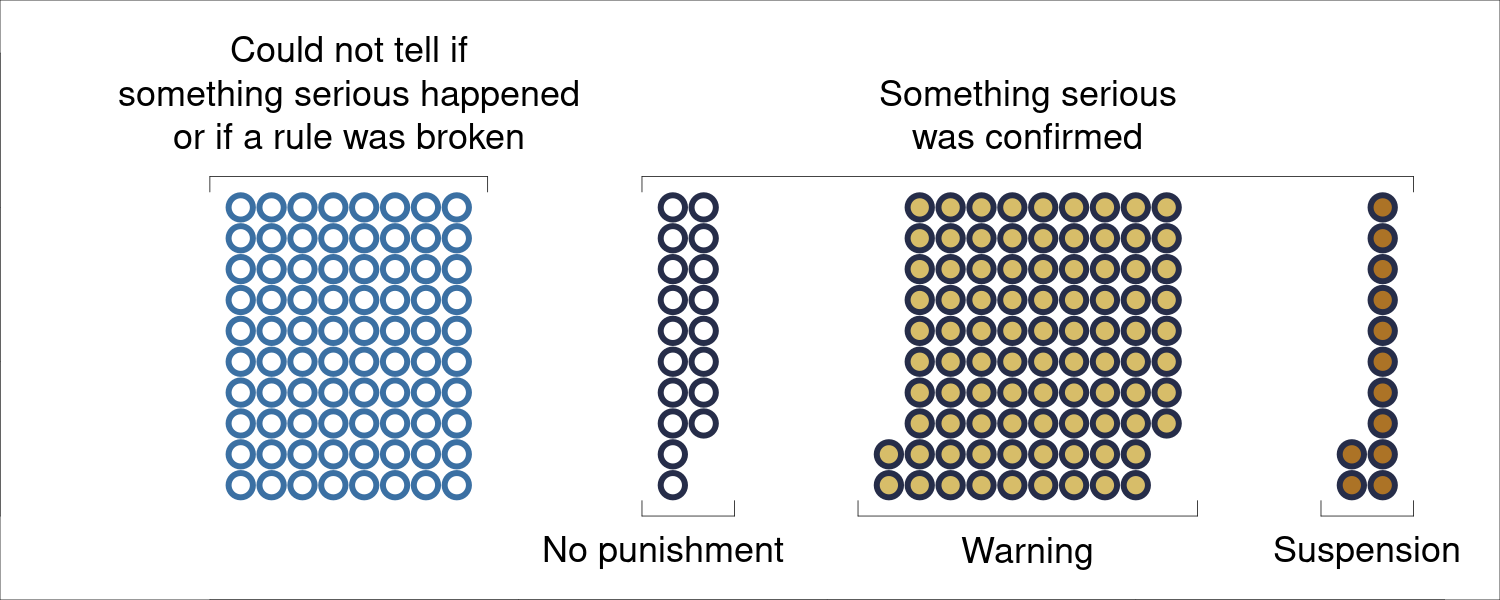 Could not tell if
something serious happened
or if a rule was broken
Something serious
was confirmed
No punishment
Warning
Suspension